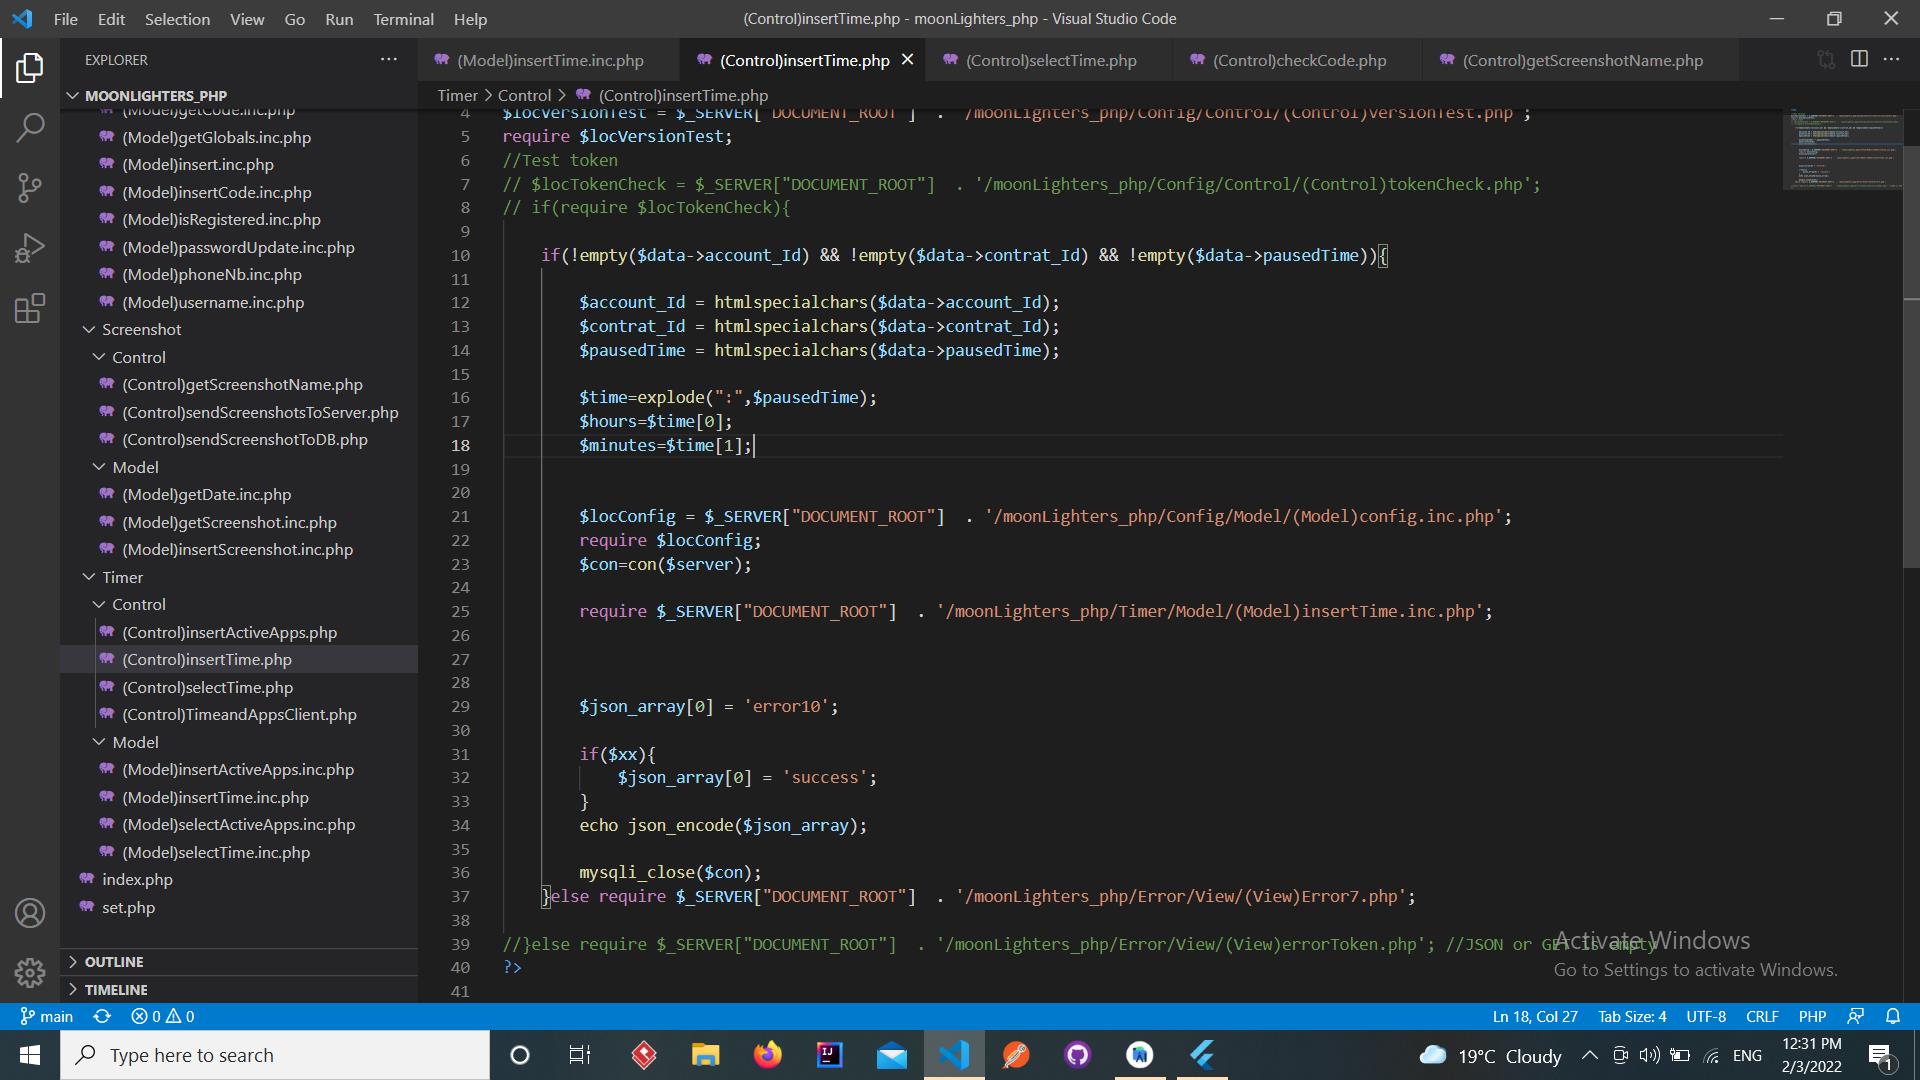 File Edit Selection View Go Run Terminal Help
(Control)insertTime.php - moonLighters_php - Visual Studio Code
EXPLORER
MOONLIGHTERS_PHP
(Model)getCode.inc.php
(Model)getGlobals.inc.php
(Model)insert.inc.php
(Model)insertCode.inc.php
(Model)isRegistered.inc.php
(Model)passwordUpdate.inc.php
(Model)phoneNb.inc.php
(Model)username.inc.php
Screenshot
Control
(Control)getScreenshotName.php
(Control)sendScreenshotsToServer.php
(Control)sendScreenshotToDB.php
Model
(Model)getDate.inc.php
(Model)getScreenshot.inc.php
(Model)insertScreenshot.inc.php
Timer
Control
(Control)insertActiveApps.php
(Control)insertTime.php
(Control)selectTime.php
(Control)TimeandAppsClient.php
Model
(Model)insertActiveApps.inc.php
(Model)insertTime.inc.php
(Model)selectActiveApps.inc.php
(Model)selectTime.inc.php
index.php
set.php
OUTLINE
TIMELINE
(Model)insertTime.inc.php (Control)insertTime.php (Control)selectTime.php (Control)checkCode.php (Control)getScreenshotName.php
Timer > Control > (Control)insertTime.php
4 $locVersionTest = $_SERVER["DOCUMENT_ROOT"] . '/moonLighters_php/Config/Control/(Control)versionTest.php';
5 require $locVersionTest;
6 //Test token
7 // $locTokenCheck = $_SERVER["DOCUMENT_ROOT"] . '/moonLighters_php/Config/Control/(Control)tokenCheck.php';
8 // if(require $locTokenCheck){
9
10 if(!empty($data->account_Id) && !empty($data->contrat_Id) && !empty($data->pausedTime)){
11
12 $account_Id = htmlspecialchars($data->account_Id);
13 $contrat_Id = htmlspecialchars($data->contrat_Id);
14 $pausedTime = htmlspecialchars($data->pausedTime);
15
16 $time=explode(":",$pausedTime);
17 $hours=$time[0];
18 $minutes=$time[1];
19
20
21 $locConfig = $_SERVER["DOCUMENT_ROOT"] . '/moonLighters_php/Config/Model/(Model)config.inc.php';
22 require $locConfig;
23 $con=con($server);
24
25 require $_SERVER["DOCUMENT_ROOT"] . '/moonLighters_php/Timer/Model/(Model)insertTime.inc.php';
26
27
28
29 $json_array[0] = 'error10';
30
31 if($xx){
32 $json_array[0] = 'success';
33 }
34 echo json_encode($json_array);
35
36 mysqli_close($con);
37 }else require $_SERVER["DOCUMENT_ROOT"] . '/moonLighters_php/Error/View/(View)Error7.php';
38
39 //}else require $_SERVER["DOCUMENT_ROOT"] . '/moonLighters_php/Error/View/(View)errorToken.php'; //JSON or GET is empty
40 ?>
41
Activate Windows
Go to Settings to activate Windows.
main 0 0
Ln 18, Col 27 Tab Size: 4 UTF-8 CRLF PHP
Type here to search
19°C Cloudy ENG
12:31 PM
2/3/2022
1